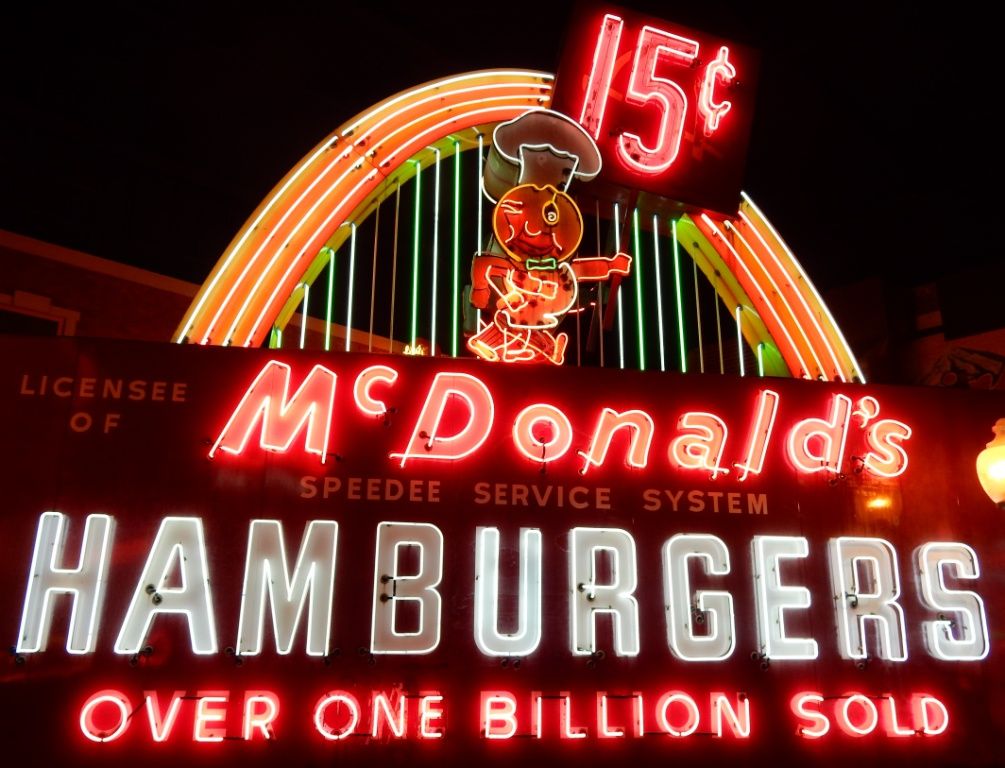 15¢
LICENSEE
OF
McDonald's
SPEEDEE SERVICE SYSTEM
HAMBURGERS
OVER ONE BILLION SOLD